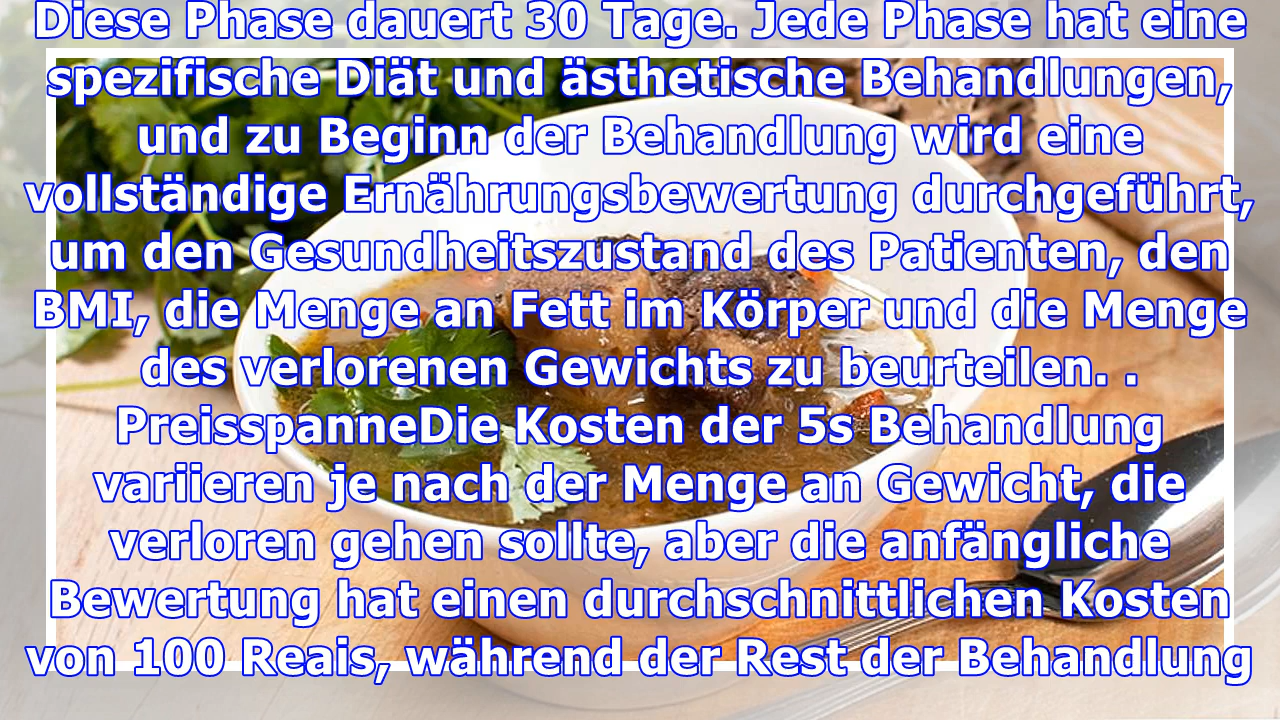 Diese Phase dauert 30 Tage. Jede Phase hat eine
spezifische Diät und ästhetische Behandlungen,
und zu Beginn der Behandlung wird eine
vollständige Ernährungsbewertung durchgeführt,
um den Gesundheitszustand des Patienten, den
BMI, die Menge an Fett im Körper und die Menge
des verlorenen Gewichts zu beurteilen. .
PreisspanneDie Kosten der 5s Behandlung
variieren je nach der Menge an Gewicht, die
verloren gehen sollte, aber die anfängliche
Bewertung hat einen durchschnittlichen Kosten
von 100 Reais, während der Rest der Behandlung